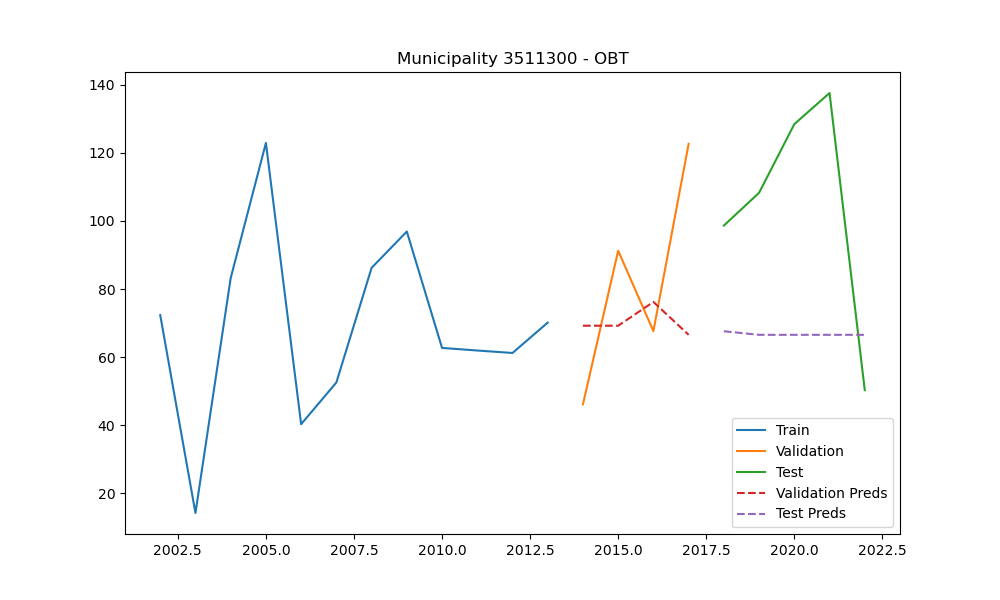 Municipality 3511300 - OBT
140
120
100
80
60
40
20
2002.5 2005.0 2007.5 2010.0 2012.5 2015.0 2017.5 2020.0 2022.5
Train
Validation
Test
Validation Preds
Test Preds